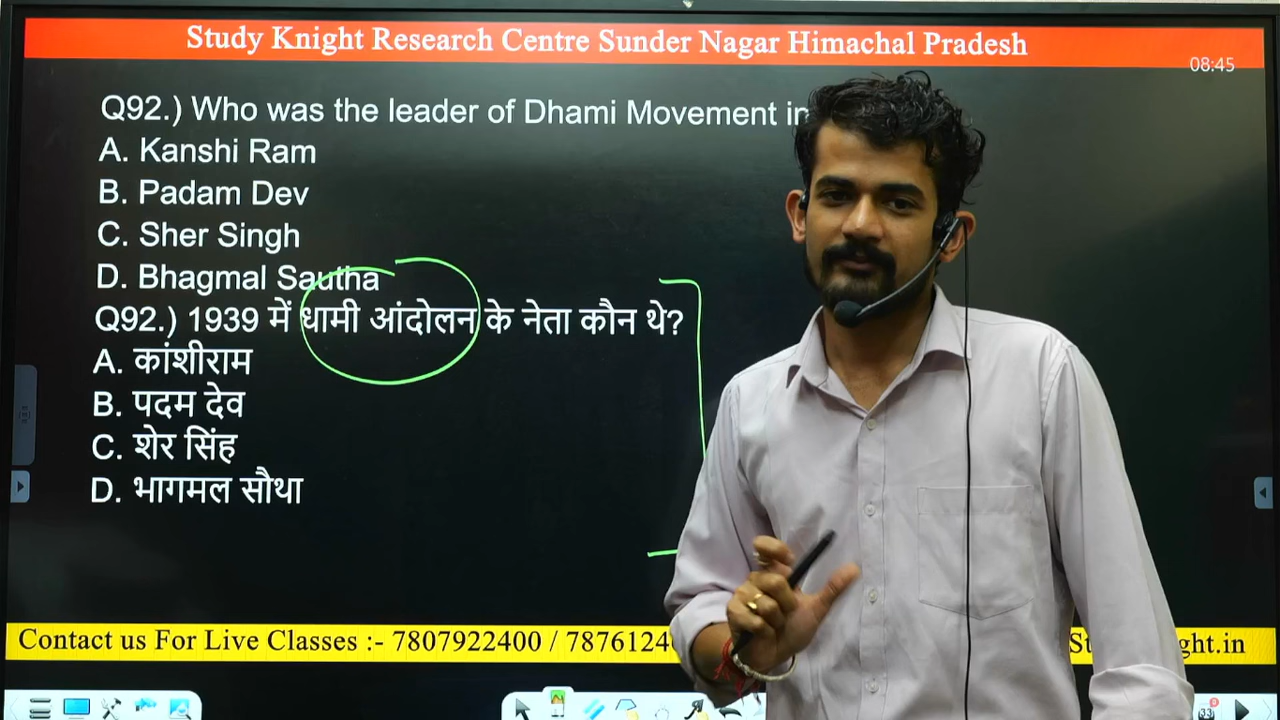 Study Knight Research Centre Sunder Nagar Himachal Pradesh
08:45
Q92.) Who was the leader of Dhami Movement in
A. Kanshi Ram
B. Padam Dev
C. Sher Singh
D. Bhagmal Sautha
Q92.) 1939 में धामी आंदोलन के नेता कौन थे?
A. कांशीराम
B. पदम देव
C. शेर सिंह
D. भागमल सौथा
Contact us For Live Classes :- 7807922400 /